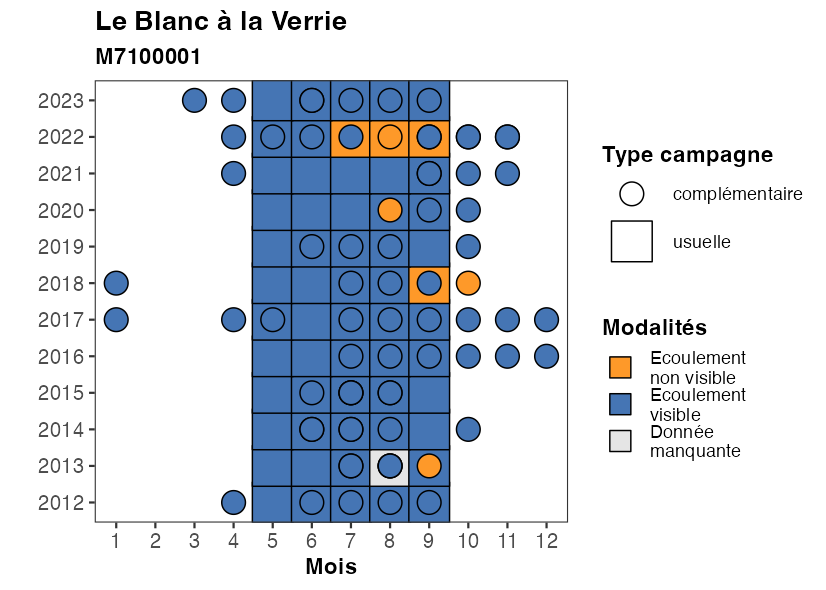 Le Blanc à la Verrie
M7100001
2023
2022
2021
2020
2019
2018
2017
2016
2015
2014
2013
2012
1 2 3 4 5 6 7 8 9 10 11 12
Mois
Type campagne
complémentaire
usuelle
Modalités
Ecoulement
non visible
Ecoulement
visible
Donnée
manquante